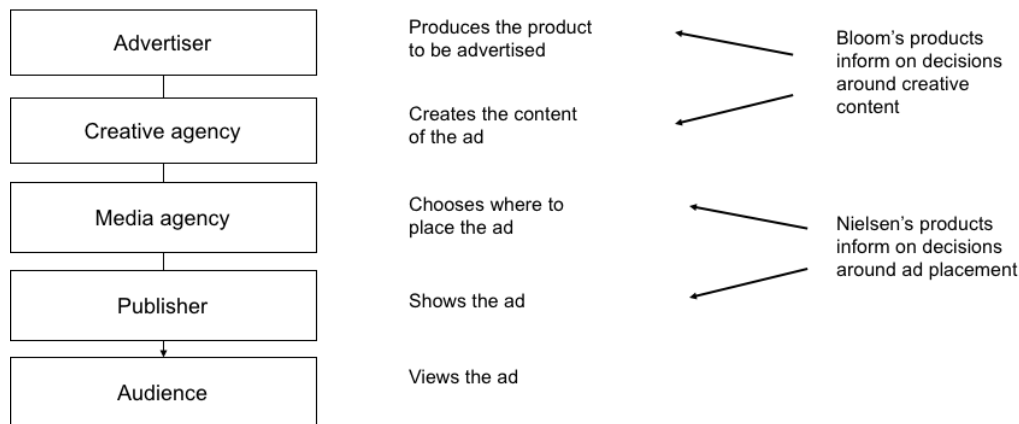 Advertiser
Produces the product
to be advertised
Bloom’s products
inform on decisions
around creative
content
Creative agency
Creates the content
of the ad
Media agency
Chooses where to
place the ad
Nielsen’s products
inform on decisions
around ad placement
Publisher
Shows the ad
Audience
Views the ad